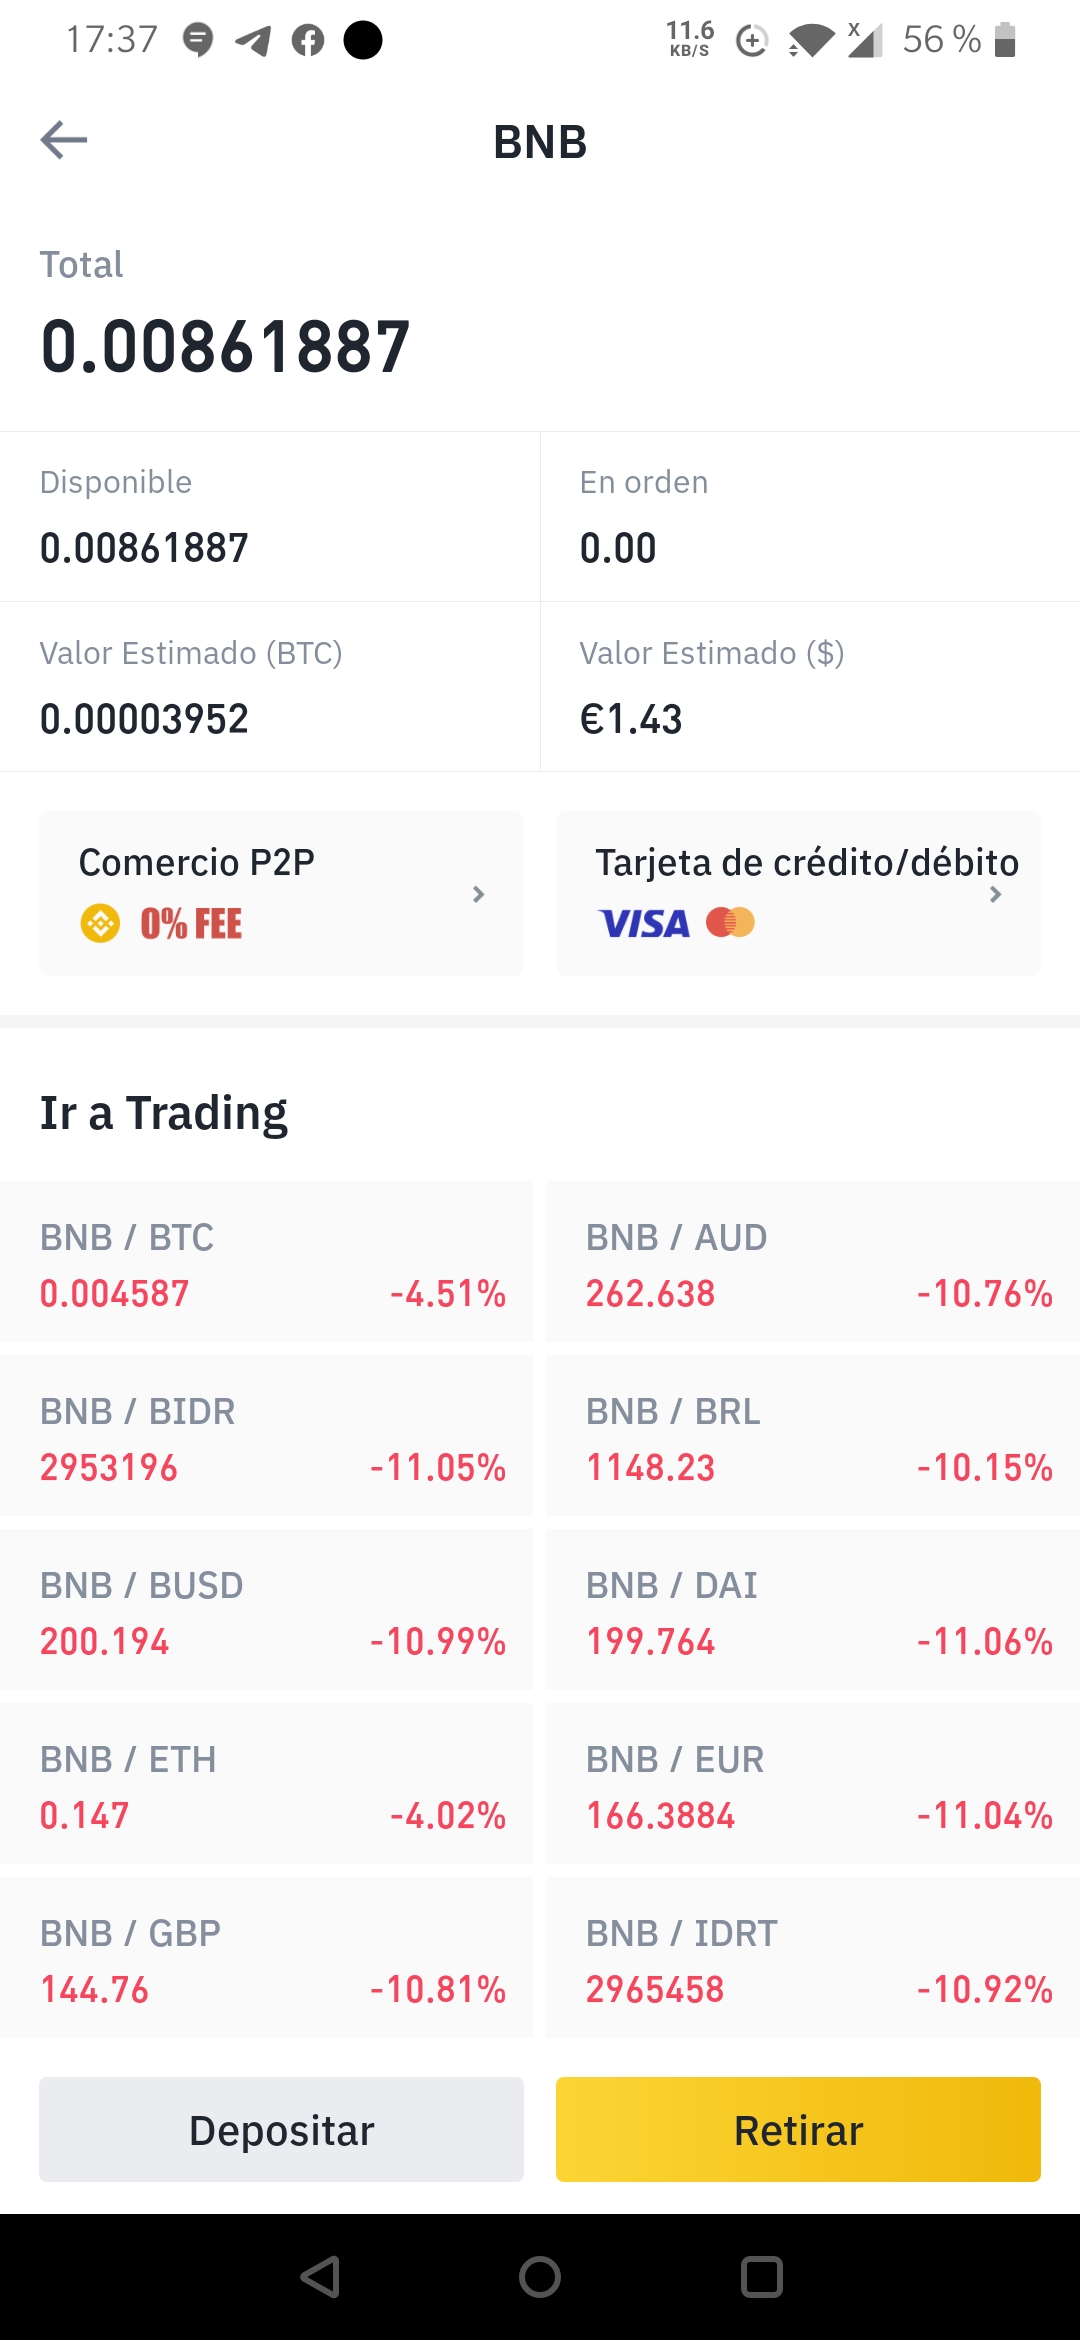 17:37 11.6 KB/S X 56 %
BNB
Total
0.00861887
Disponible En orden
0.00861887 0.00
Valor Estimado (BTC) Valor Estimado ($)
0.00003952 €1.43
Comercio P2P Tarjeta de crédito/débito
0% FEE VISA
Ir a Trading
BNB / BTC BNB / AUD
0.004587 -4.51% 262.638 -10.76%
BNB / BIDR BNB / BRL
2953196 -11.05% 1148.23 -10.15%
BNB / BUSD BNB / DAI
200.194 -10.99% 199.764 -11.06%
BNB / ETH BNB / EUR
0.147 -4.02% 166.3884 -11.04%
BNB / GBP BNB / IDRT
144.76 -10.81% 2965458 -10.92%
Depositar Retirar